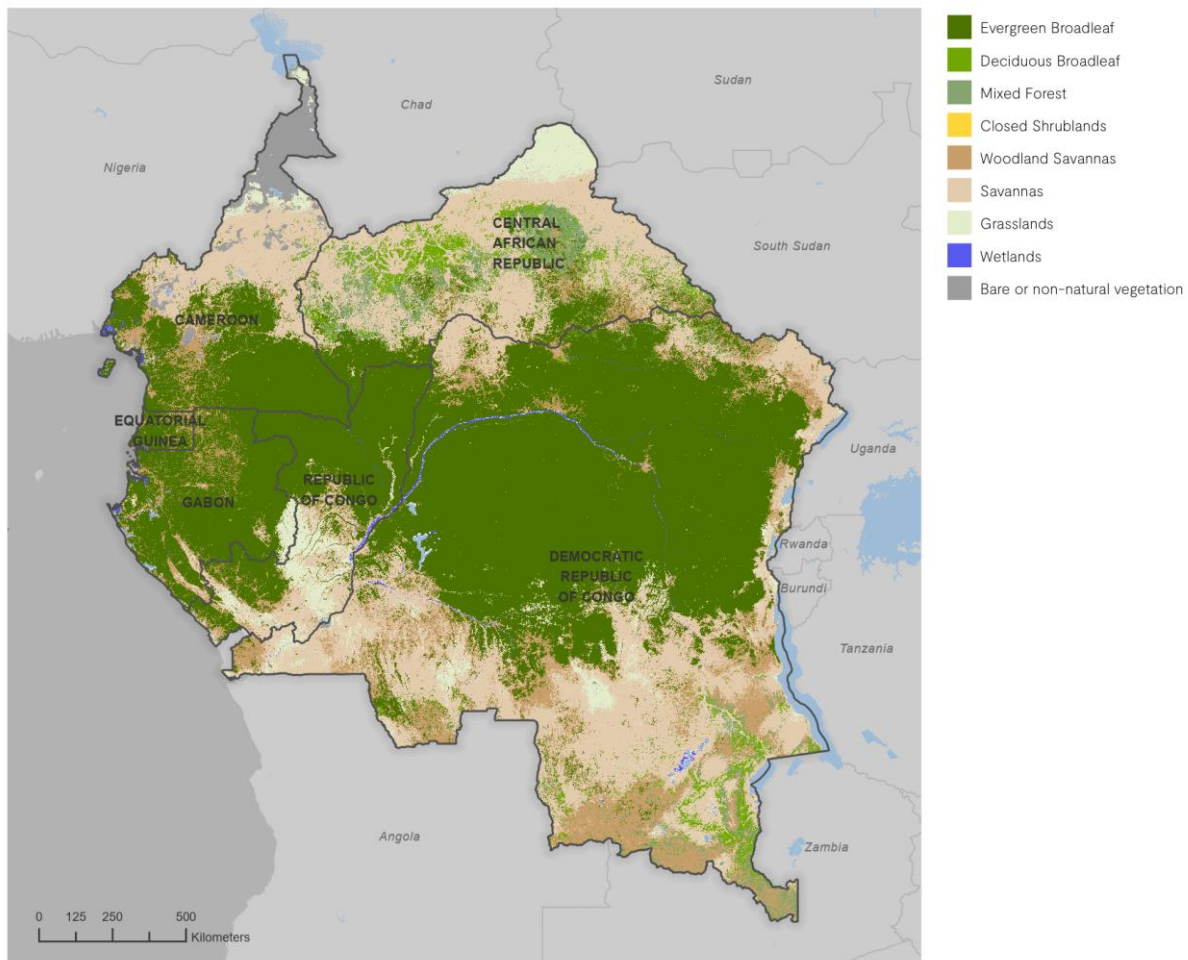 Evergreen Broadleaf
Deciduous Broadleaf
Mixed Forest
Closed Shrublands
Woodland Savannas
Savannas
Grasslands
Wetlands
Bare or non-natural vegetation
Sudan
Chad
Nigeria
CENTRAL
AFRICAN
REPUBLIC
South Sudan
CAMEROON
EQUATORIAL
GUINEA
Uganda
REPUBLIC
OF CONGO
GABON
Rwanda
DEMOCRATIC
REPUBLIC
OF CONGO
Burundi
Tanzania
Angola
Zambia
0 125 250 500
Kilometers